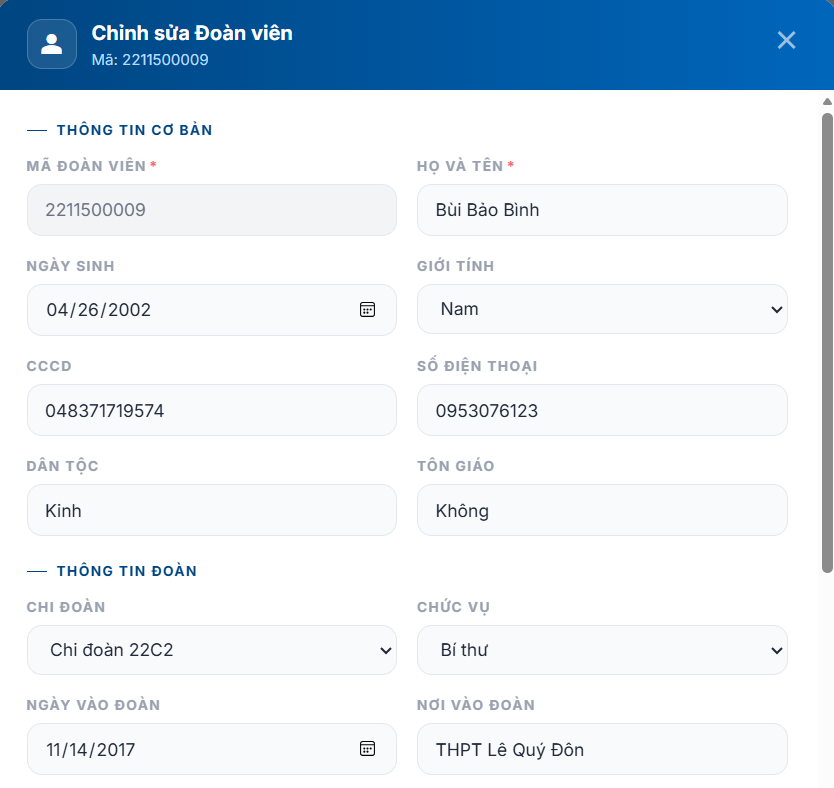 Chỉnh sửa Đoàn viên
Mã: 2211500009
THÔNG TIN CƠ BẢN
MÃ ĐOÀN VIÊN *
HỌ VÀ TÊN *
2211500009
Bùi Bảo Bình
NGÀY SINH
GIỚI TÍNH
04/26/2002
Nam
CCCD
SỐ ĐIỆN THOẠI
048371719574
0953076123
DÂN TỘC
TÔN GIÁO
Kinh
Không
THÔNG TIN ĐOÀN
CHI ĐOÀN
CHỨC VỤ
Chi đoàn 22C2
Bí thư
NGÀY VÀO ĐOÀN
NƠI VÀO ĐOÀN
11/14/2017
THPT Lê Quý Đôn